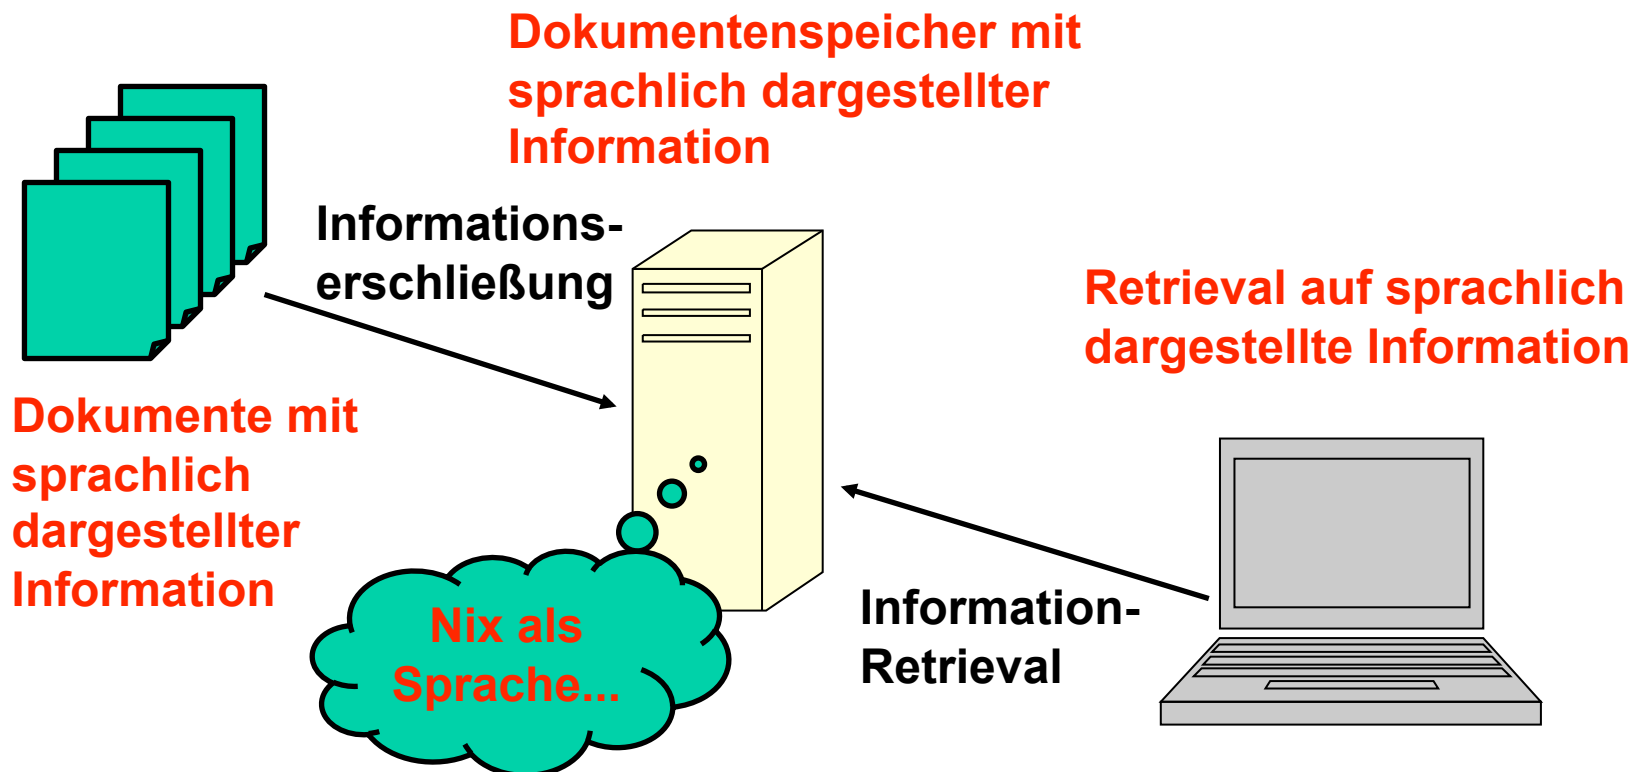 Dokumentenspeicher mit
sprachlich dargestellter
Information
Informations-
erschließung
Retrieval auf sprachlich
dargestellte Information
Dokumente mit
sprachlich
dargestellter
Information
Nix als
Sprache...
Information-
Retrieval